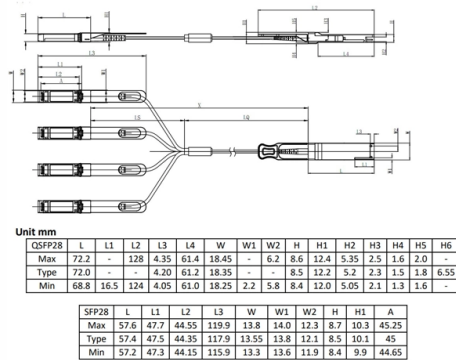 L
L2
L4
L3
L1
L2
A
X
LS
LQ
L3
L
Unit mm
QSFP28 L L1 L2 L3 L4 W W1 W2 H H1 H2 H3 H4 H5 H6
Max 72.2 - 128 4.35 61.4 18.45 - 6.2 8.6 12.4 5.35 2.5 1.6 2.0 -
Type 72.0 - - 4.20 61.2 18.35 - - 8.5 12.2 5.2 2.3 1.5 1.8 6.55
Min 68.8 16.5 124 4.05 61.0 18.25 2.2 5.8 8.4 12.0 5.05 2.1 1.3 1.6 -
SFP28 L L1 L2 L3 W W1 W2 H H1 A
Max 57.6 47.7 44.55 119.9 13.8 14.0 12.3 8.7 10.3 45.25
Type 57.4 47.5 44.35 117.9 13.55 13.8 12.1 8.5 10.1 45
Min 57.2 47.3 44.15 115.9 13.3 13.6 11.9 8.4 9.9 44.65